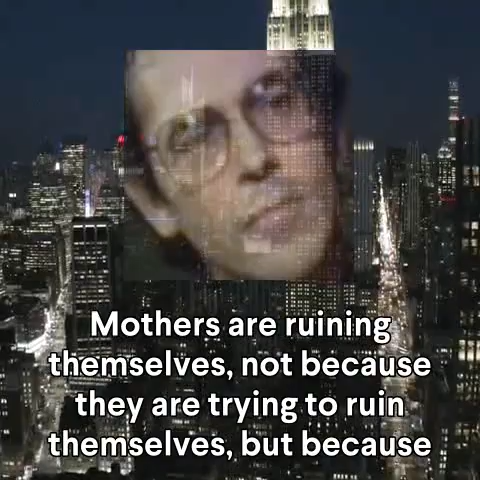 Mothers are ruining
themselves, not because
they are trying to ruin
themselves, but because